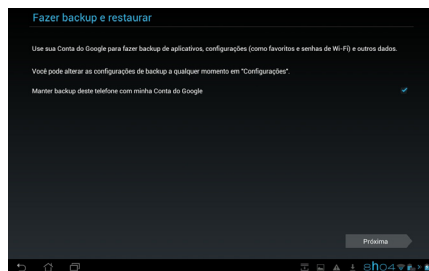 Fazer backup e restaurar
Use sua Conta do Google para fazer backup de aplicativos, configurações (como favoritos e senhas de Wi-Fi) e outros dados.
Você pode alterar as configurações de backup a qualquer momento em "Configurações".
Manter backup deste telefone com minha Conta do Google
Próxima
8h04